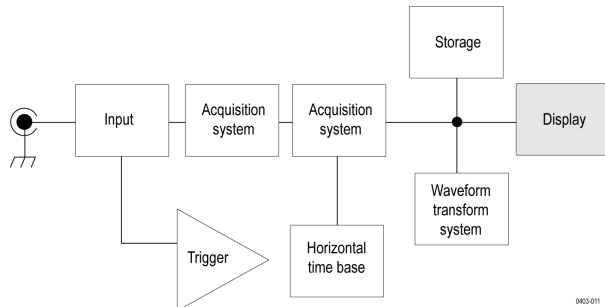 Storage
Input
Acquisition
system
Acquisition
system
Display
Waveform
transform
system
Trigger
Horizontal
time base
0403-011